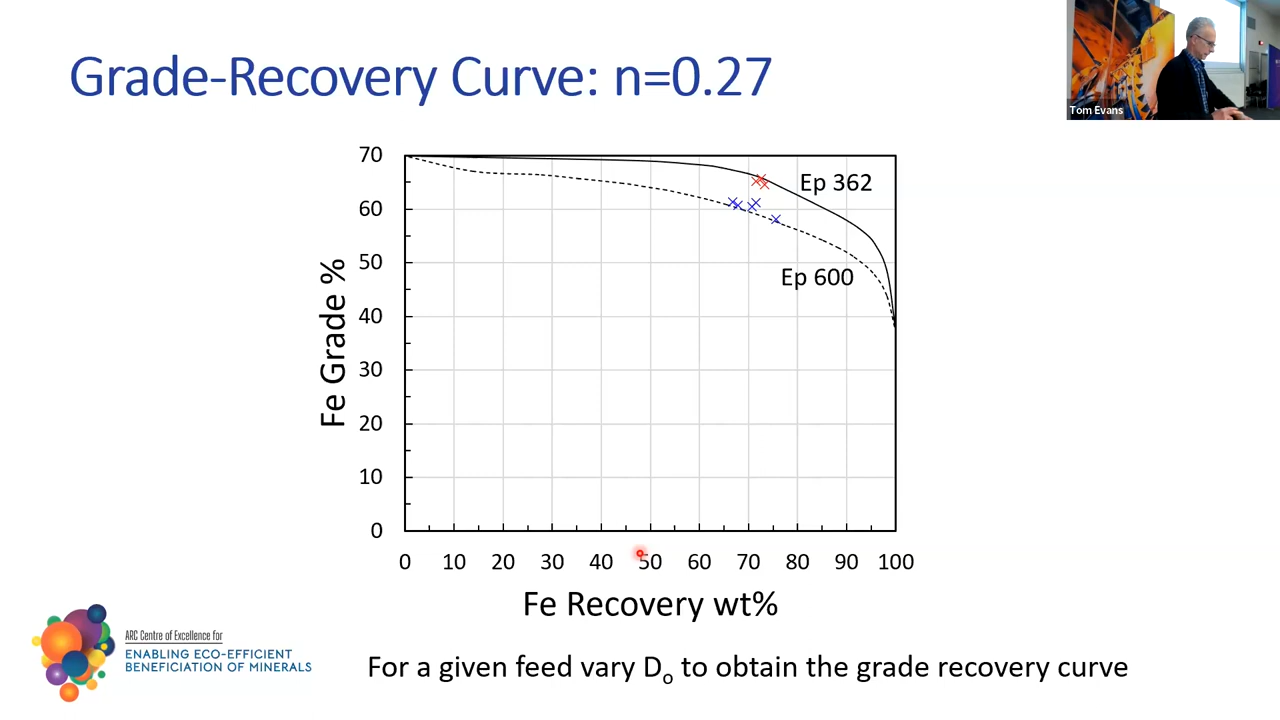 Grade-Recovery Curve: n=0.27
Tom Evans
70
60
50
40
30
20
10
0
Fe Grade %
Ep 362
Ep 600
0 10 20 30 40 50 60 70 80 90 100
Fe Recovery wt%
ARC Centre of Excellence for
ENABLING ECO-EFFICIENT
BENEFICIATION OF MINERALS
For a given feed vary Do to obtain the grade recovery curve